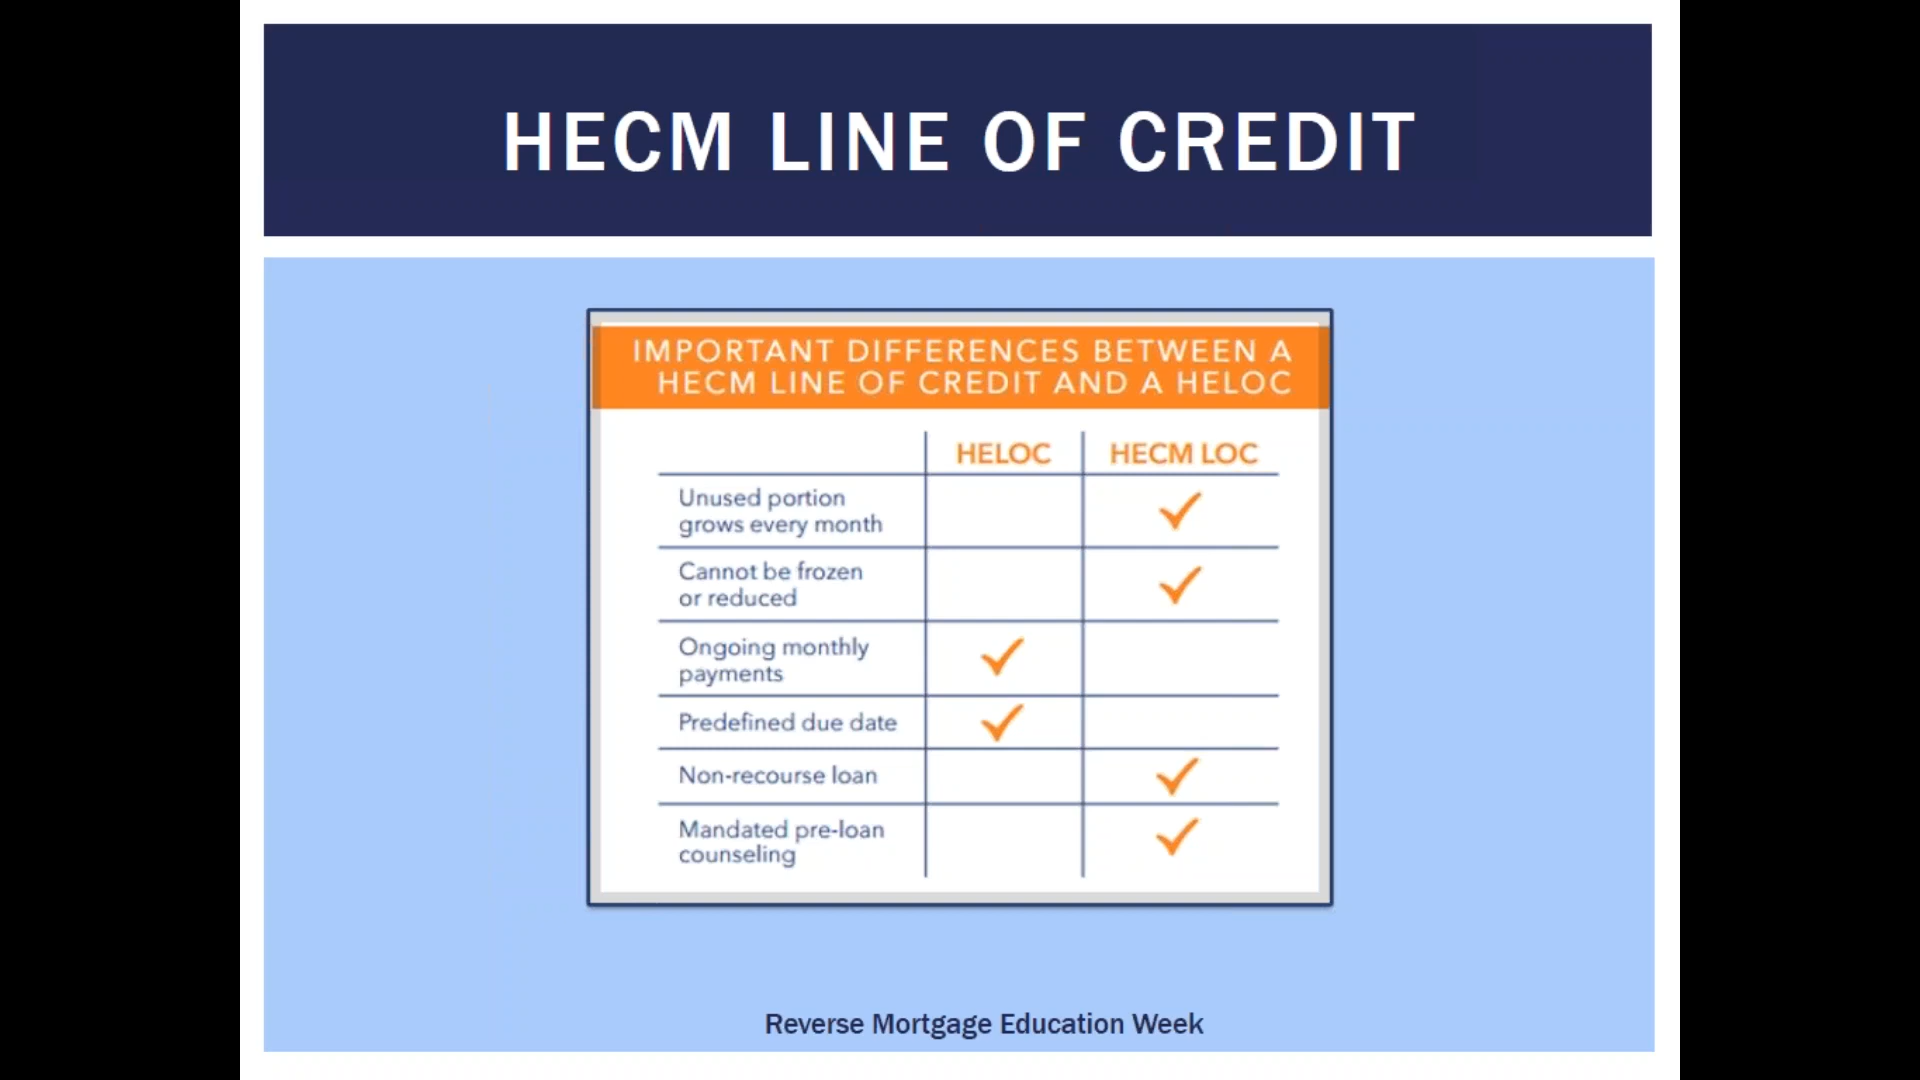 HECM LINE OF CREDIT
IMPORTANT DIFFERENCES BETWEEN A
HECM LINE OF CREDIT AND A HELOC
HELOC HECM LOC
Unused portion
grows every month
Cannot be frozen
or reduced
Ongoing monthly
payments
Predefined due date
Non-recourse loan
Mandated pre-loan
counseling
Reverse Mortgage Education Week